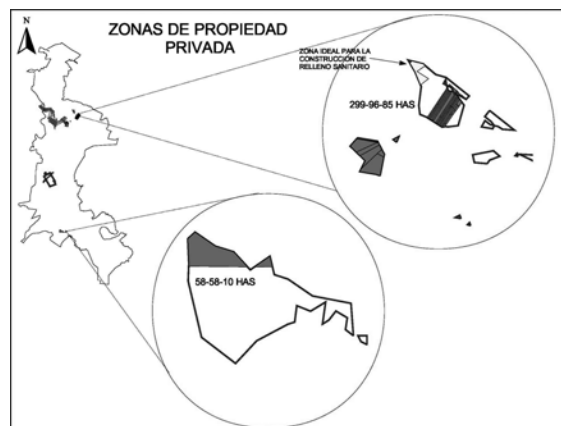 N
ZONAS DE PROPIEDAD
PRIVADA
ZONA IDEAL PARA LA
CONSTRUCCIÓN DE
RELLENO SANITARIO
299-96-85 HAS
58-58-10 HAS